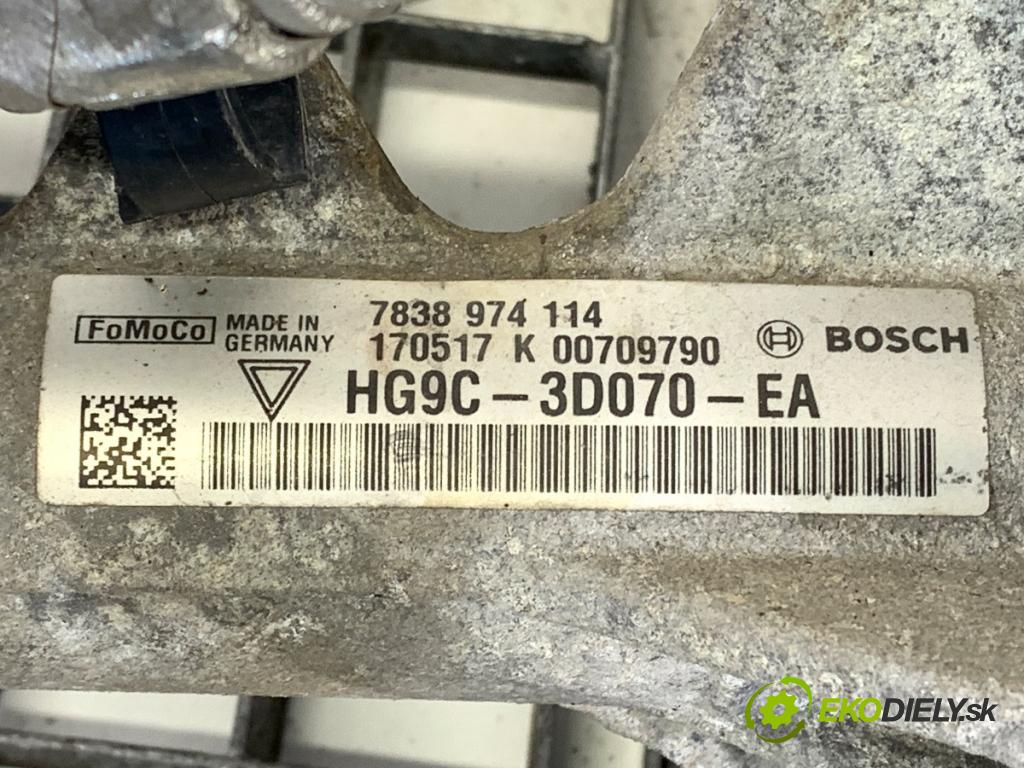 FoMoCo
MADE IN
GERMANY
7838 974 114
170517 K 00709790
BOSCH
HG9C - 3D070 - EA
EKODIELY.sk